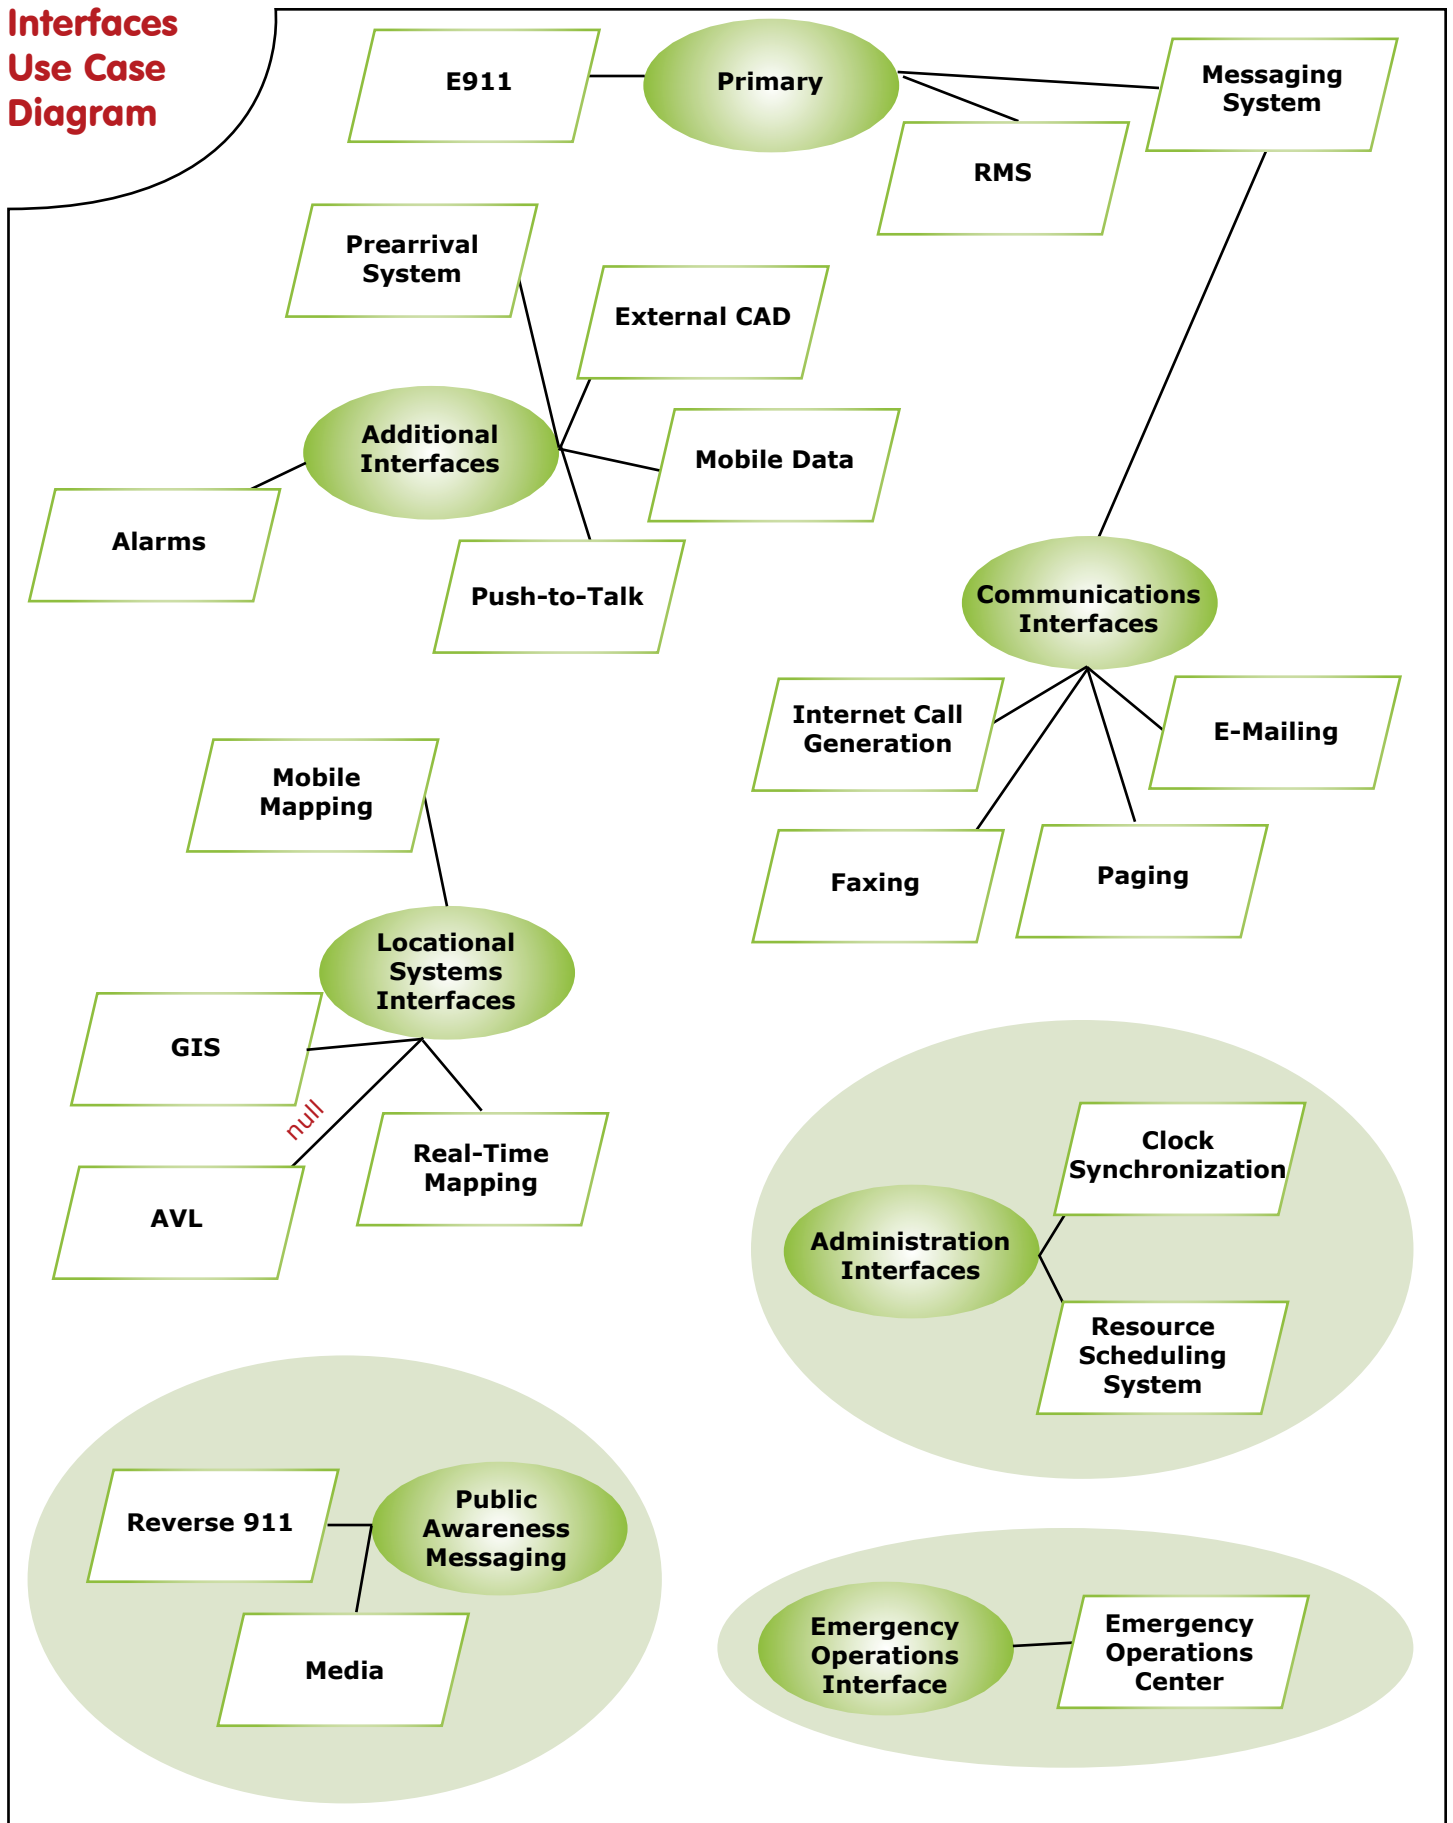 Interfaces
Use Case
Diagram
E911
Primary
Messaging
System
RMS
Prearrival
System
External CAD
Additional
Interfaces
Mobile Data
Alarms
Push-to-Talk
Communications
Interfaces
Internet Call
Generation
E-Mailing
Mobile
Mapping
Faxing
Paging
Locational
Systems
Interfaces
GIS
null
AVL
Real-Time
Mapping
Clock
Synchronization
Administration
Interfaces
Resource
Scheduling
System
Reverse 911
Public
Awareness
Messaging
Media
Emergency
Operations
Interface
Emergency
Operations
Center